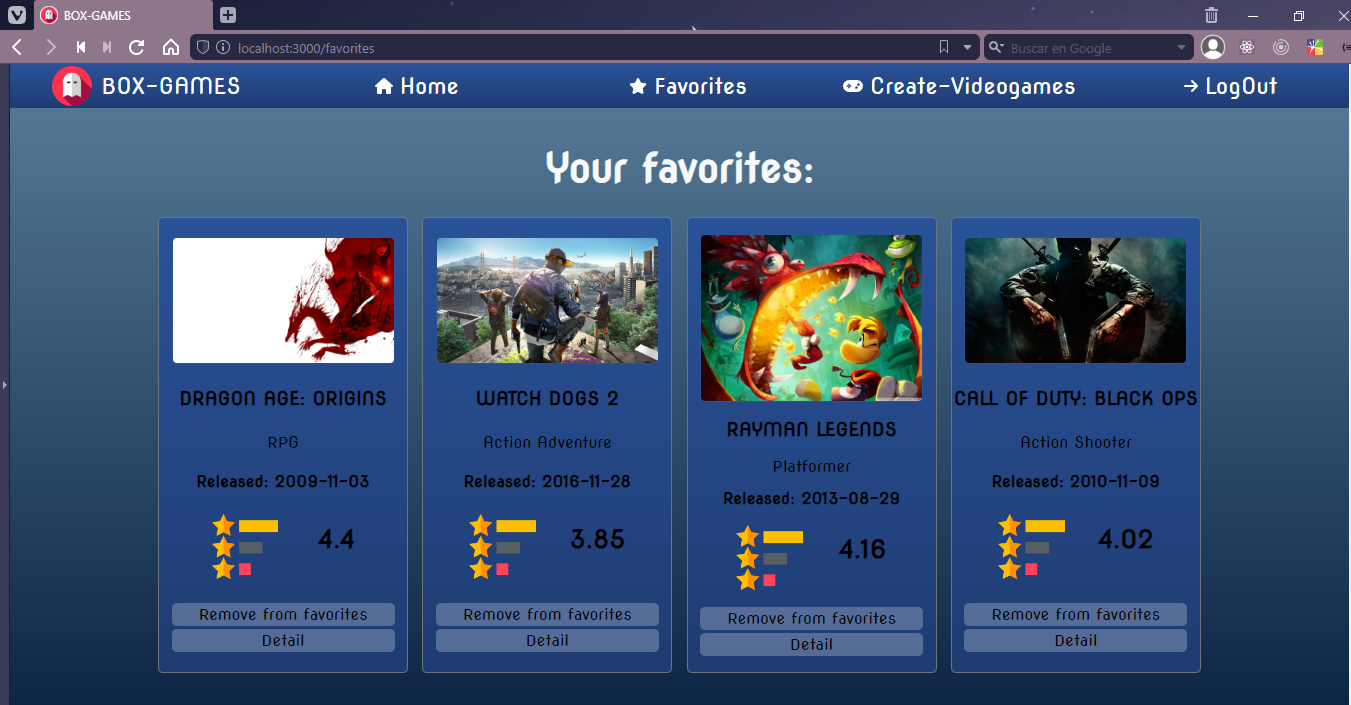 BOX-GAMES
localhost:3000/favorites
Buscar en Google
BOX-GAMES
Home
Favorites
Create-Videogames
LogOut
Your favorites:
DRAGON AGE: ORIGINS
RPG
Released: 2009-11-03
4.4
Remove from favorites
Detail
WATCH DOGS 2
Action Adventure
Released: 2016-11-28
3.85
Remove from favorites
Detail
RAYMAN LEGENDS
Platformer
Released: 2013-08-29
4.16
Remove from favorites
Detail
CALL OF DUTY: BLACK OPS
Action Shooter
Released: 2010-11-09
4.02
Remove from favorites
Detail